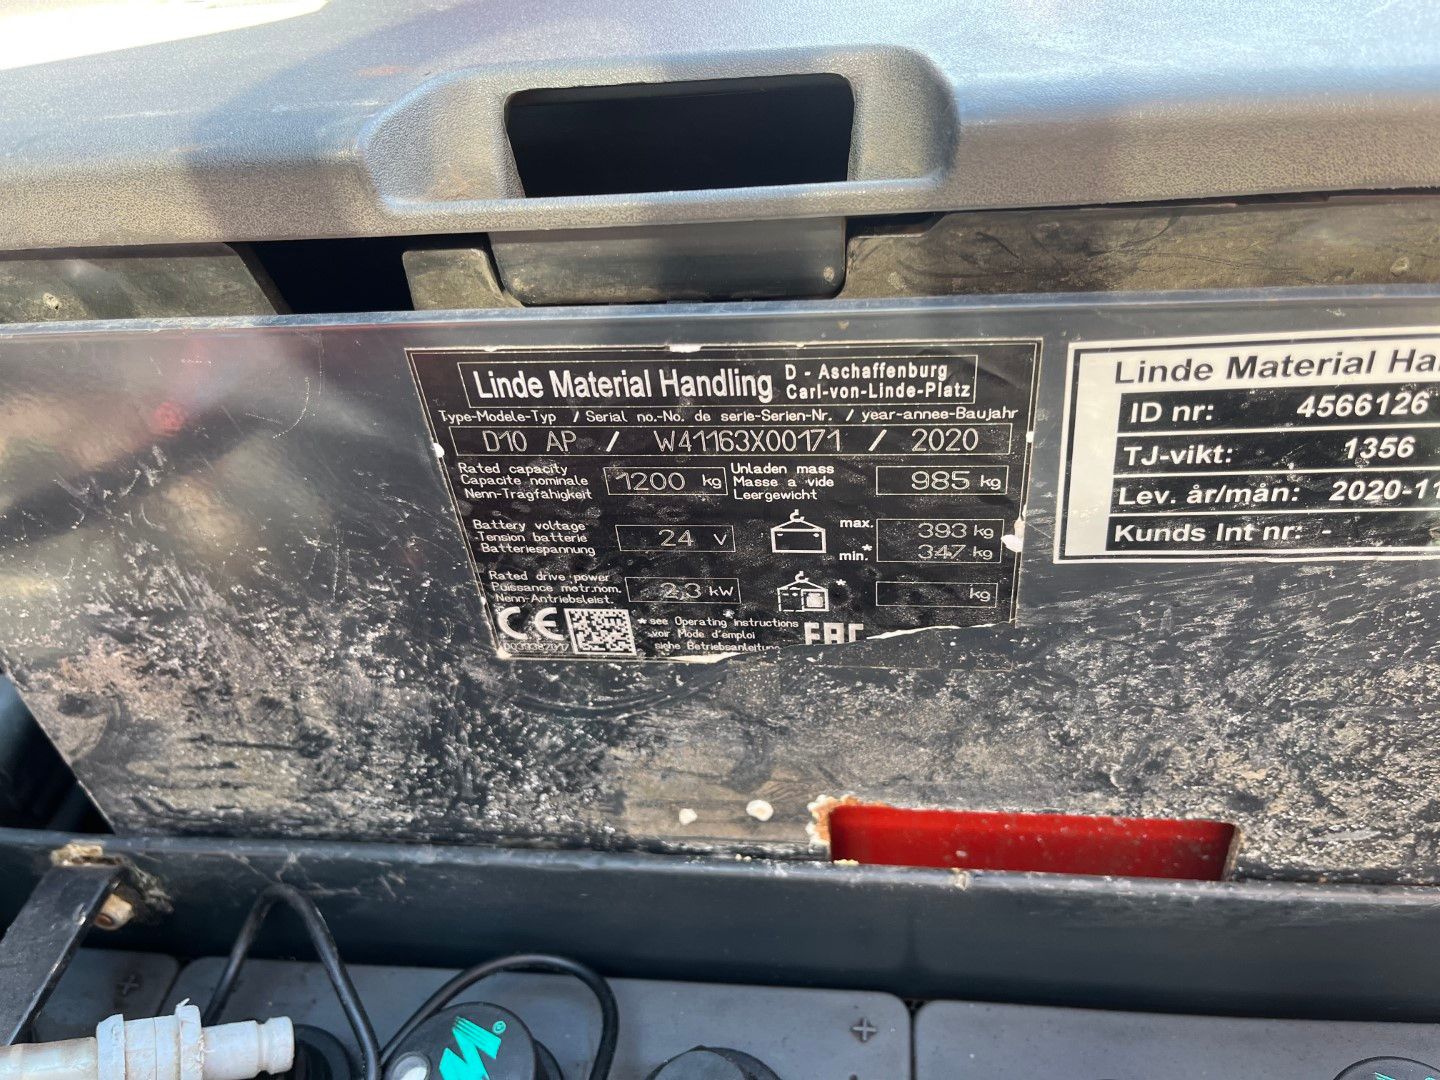 Linde Material Handling D - Aschaffenburg
Carl-von-Linde-Platz
Type-Modele-Typ / Serial no.-No. de serie-Serien-Nr. / year-annee-Baujahr
D10 AP / W41163X00171 / 2020
Rated capacity
Capacite nominale
Nenn-Tragfähigkeit
1200 kg
Unladen mass
Masse a vide
Leergewicht
985 kg
Battery voltage
Tension batterie
Batteriespannung
24 V
max. 393 kg
min.* 347 kg
Rated drive power
Puissance motr.nom.
Nenn-Antriebsleist.
2,3 kW
* kg
CE
*see Operating instructions
voir Mode d'emploi
siehe Betriebsanleitung
EAC
Linde Material Ha
ID nr: 4566126
TJ-vikt: 1356
Lev. år/mån: 2020-11
Kunds Int nr: -
+
+